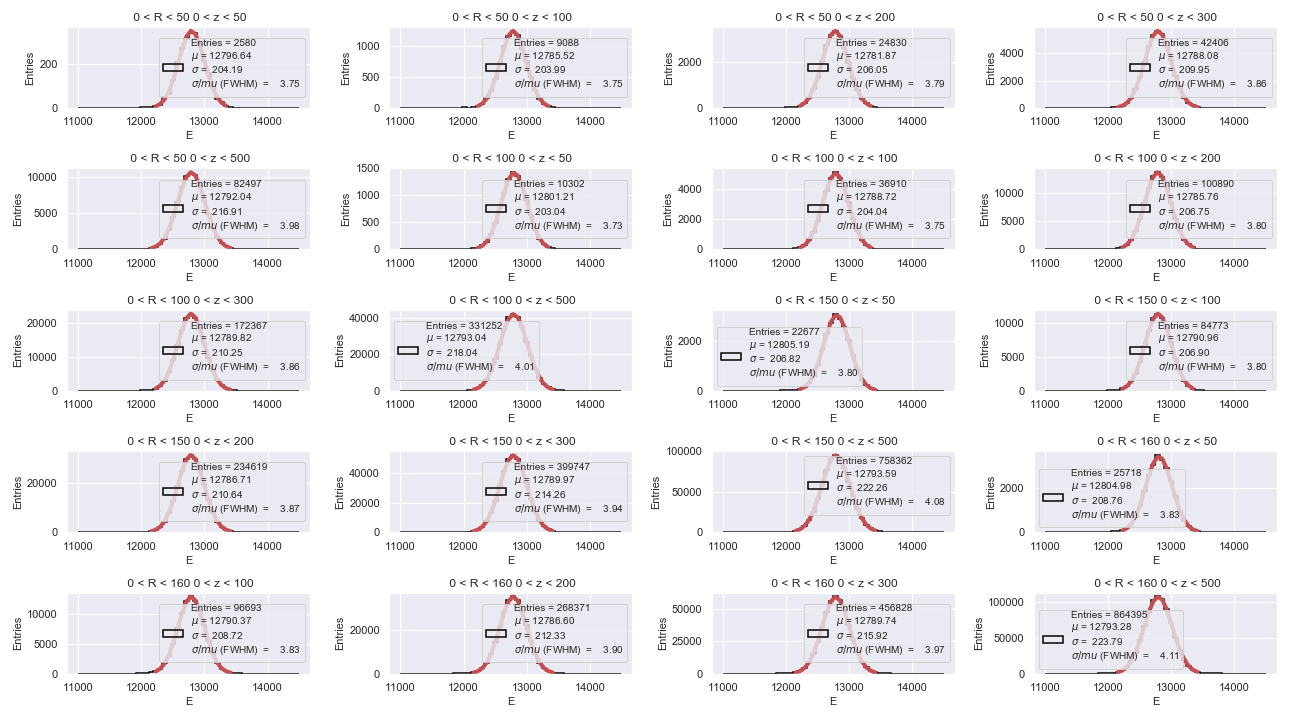 0 < R < 50 0 < z < 50
Entries
200
0
Entries = 2580
μ = 12796.64
σ = 204.19
σ/mu (FWHM) = 3.75
11000 12000 13000 14000
E
0 < R < 50 0 < z < 100
Entries
1000
500
0
Entries = 9088
μ = 12785.52
σ = 203.99
σ/mu (FWHM) = 3.75
11000 12000 13000 14000
E
0 < R < 50 0 < z < 200
Entries
2000
0
Entries = 24830
μ = 12781.87
σ = 206.05
σ/mu (FWHM) = 3.79
11000 12000 13000 14000
E
0 < R < 50 0 < z < 300
Entries
4000
2000
0
Entries = 42406
μ = 12788.08
σ = 209.95
σ/mu (FWHM) = 3.86
11000 12000 13000 14000
E
0 < R < 50 0 < z < 500
Entries
10000
5000
0
Entries = 82497
μ = 12792.04
σ = 216.91
σ/mu (FWHM) = 3.98
11000 12000 13000 14000
E
0 < R < 100 0 < z < 50
Entries
1500
1000
500
0
Entries = 10302
μ = 12801.21
σ = 203.04
σ/mu (FWHM) = 3.73
11000 12000 13000 14000
E
0 < R < 100 0 < z < 100
Entries
4000
2000
0
Entries = 36910
μ = 12788.72
σ = 204.04
σ/mu (FWHM) = 3.75
11000 12000 13000 14000
E
0 < R < 100 0 < z < 200
Entries
10000
5000
0
Entries = 100890
μ = 12785.76
σ = 206.75
σ/mu (FWHM) = 3.80
11000 12000 13000 14000
E
0 < R < 100 0 < z < 300
Entries
20000
10000
0
Entries = 172367
μ = 12789.82
σ = 210.25
σ/mu (FWHM) = 3.86
11000 12000 13000 14000
E
0 < R < 100 0 < z < 500
Entries
40000
20000
0
Entries = 331252
μ = 12793.04
σ = 218.04
σ/mu (FWHM) = 4.01
11000 12000 13000 14000
E
0 < R < 150 0 < z < 50
Entries
2000
0
Entries = 22677
μ = 12805.19
σ = 206.82
σ/mu (FWHM) = 3.80
11000 12000 13000 14000
E
0 < R < 150 0 < z < 100
Entries
10000
5000
0
Entries = 84773
μ = 12790.96
σ = 206.90
σ/mu (FWHM) = 3.80
11000 12000 13000 14000
E
0 < R < 150 0 < z < 200
Entries
20000
0
Entries = 234619
μ = 12786.71
σ = 210.64
σ/mu (FWHM) = 3.87
11000 12000 13000 14000
E
0 < R < 150 0 < z < 300
Entries
40000
20000
0
Entries = 399747
μ = 12789.97
σ = 214.26
σ/mu (FWHM) = 3.94
11000 12000 13000 14000
E
0 < R < 150 0 < z < 500
Entries
100000
50000
0
Entries = 758362
μ = 12793.59
σ = 222.26
σ/mu (FWHM) = 4.08
11000 12000 13000 14000
E
0 < R < 160 0 < z < 50
Entries
2000
0
Entries = 25718
μ = 12804.98
σ = 208.76
σ/mu (FWHM) = 3.83
11000 12000 13000 14000
E
0 < R < 160 0 < z < 100
Entries
10000
5000
0
Entries = 96693
μ = 12790.37
σ = 208.72
σ/mu (FWHM) = 3.83
11000 12000 13000 14000
E
0 < R < 160 0 < z < 200
Entries
20000
0
Entries = 268371
μ = 12786.60
σ = 212.33
σ/mu (FWHM) = 3.90
11000 12000 13000 14000
E
0 < R < 160 0 < z < 300
Entries
50000
25000
0
Entries = 456828
μ = 12789.74
σ = 215.92
σ/mu (FWHM) = 3.97
11000 12000 13000 14000
E
0 < R < 160 0 < z < 500
Entries
100000
50000
0
Entries = 864395
μ = 12793.28
σ = 223.79
σ/mu (FWHM) = 4.11
11000 12000 13000 14000
E